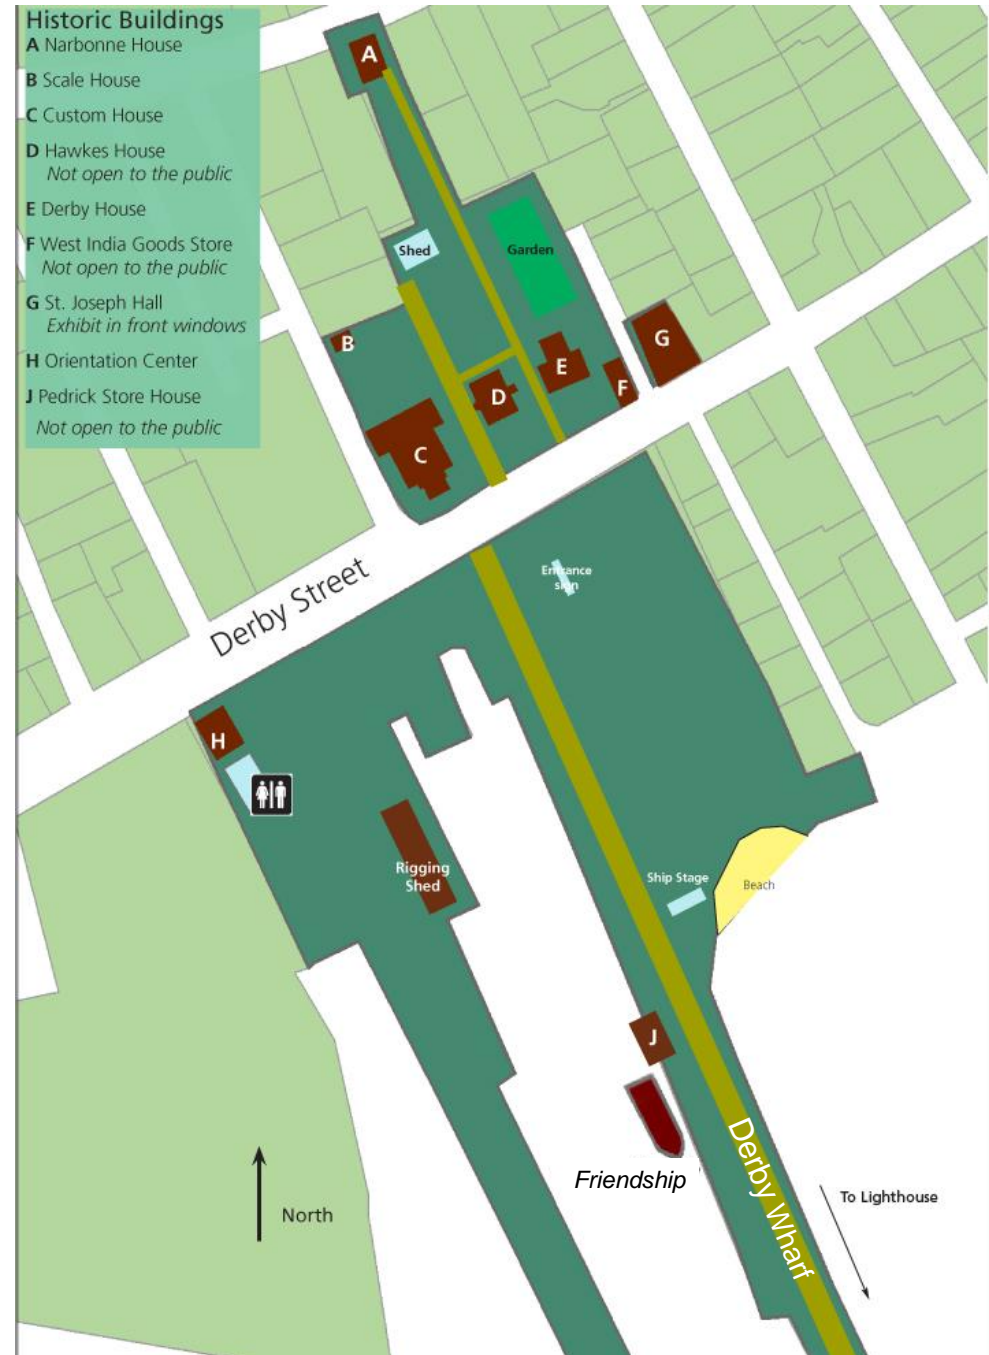 Historic Buildings
A Narbonne House
B Scale House
C Custom House
D Hawkes House
Not open to the public
E Derby House
F West India Goods Store
Not open to the public
G St. Joseph Hall
Exhibit in front windows
H Orientation Center
J Pedrick Store House
Not open to the public
A
Shed
Garden
B
G
E
D
F
C
Entrance
sign
Derby Street
H
Rigging
Shed
Ship Stage
Beach
J
Friendship
Derby Wharf
To Lighthouse
North